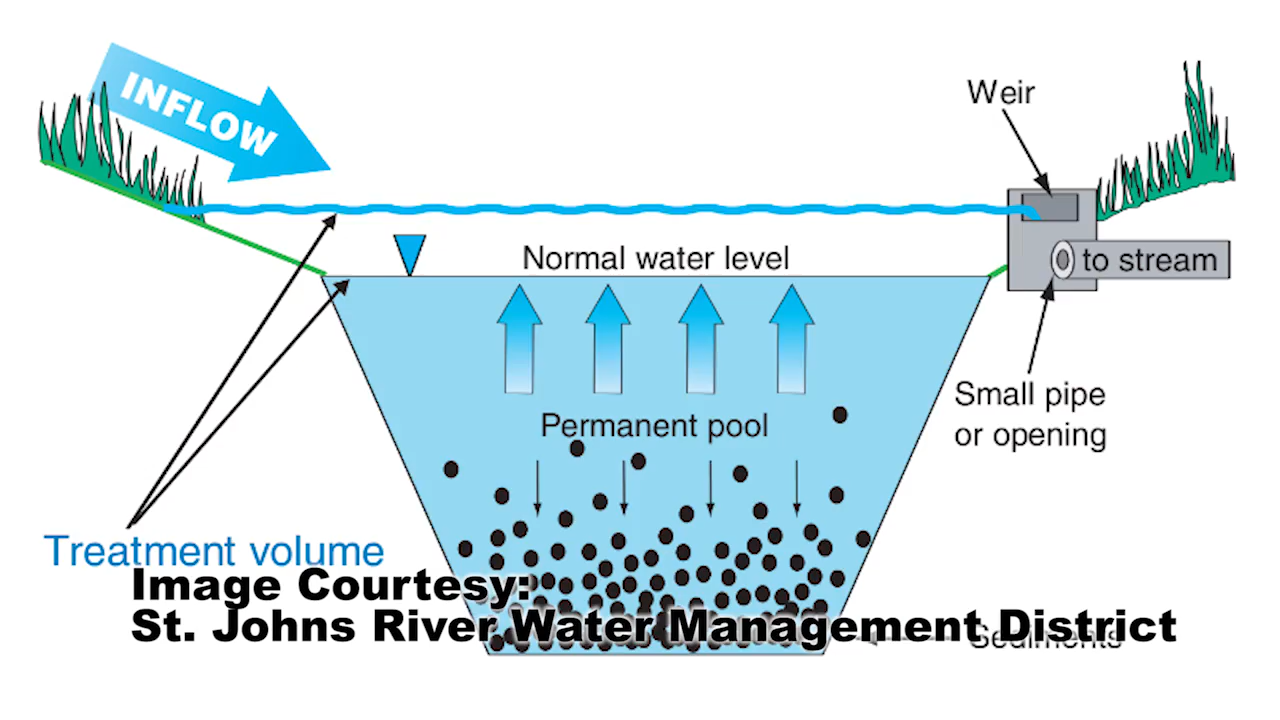 INFLOW
Weir
Normal water level
to stream
Small pipe
or opening
Permanent pool
Treatment volume
Image Courtesy:
St. Johns River Water Management District
Sediments